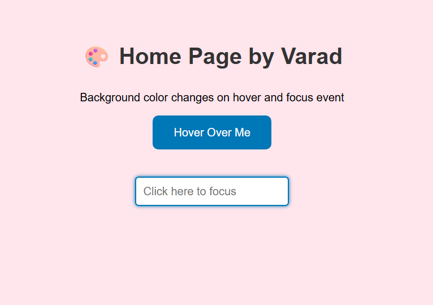 🎨 Home Page by Varad
Background color changes on hover and focus event
Hover Over Me
Click here to focus